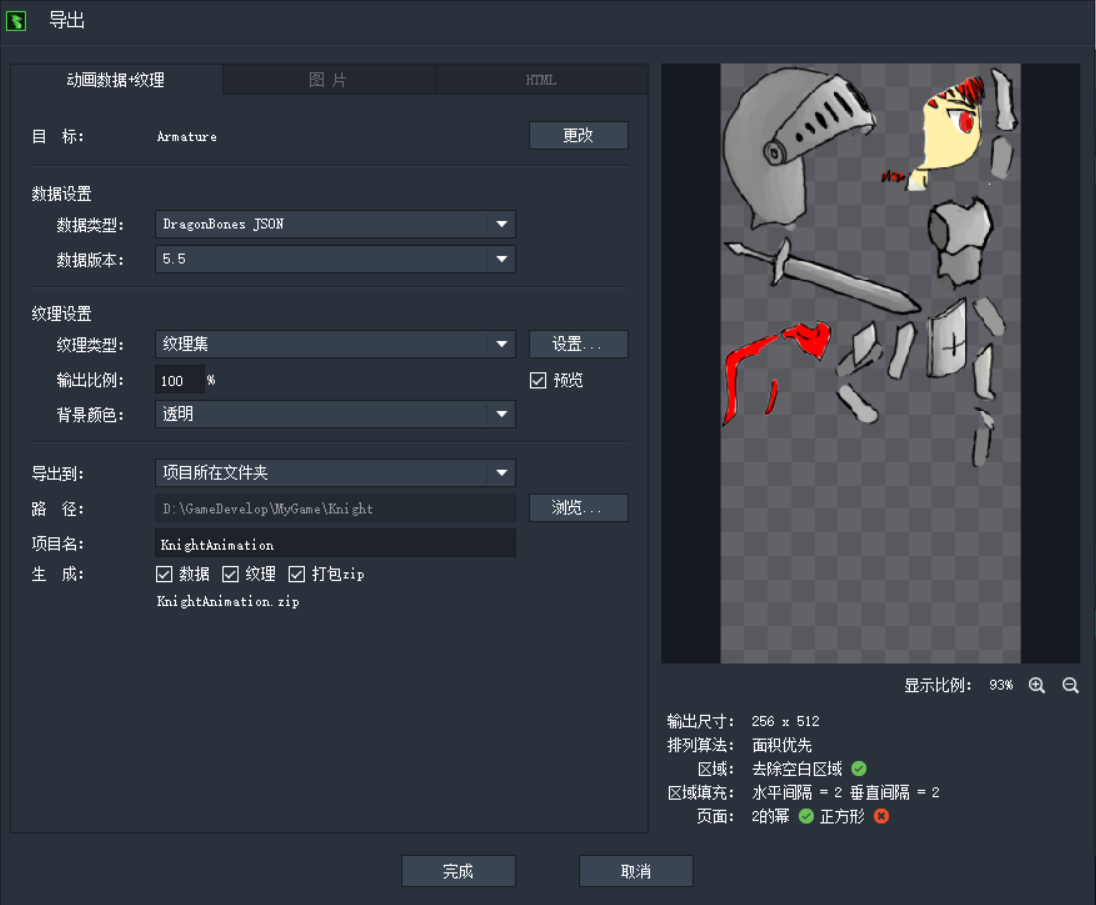 导出
动画数据+纹理 图 片 HTML
目 标： Armature 更改
数据设置
数据类型： DragonBones JSON
数据版本： 5.5
纹理设置
纹理类型： 纹理集 设置...
输出比例： 100 % 预览
背景颜色： 透明
导出到： 项目所在文件夹
路 径： D:\GameDevelop\MyGame\Knight 浏览...
项目名： KnightAnimation
生 成： 数据 纹理 打包zip
KnightAnimation.zip
显示比例： 93%
输出尺寸： 256 x 512
排列算法： 面积优先
区域： 去除空白区域
区域填充： 水平间隔 = 2 垂直间隔 = 2
页面： 2的幂 正方形
完成 取消